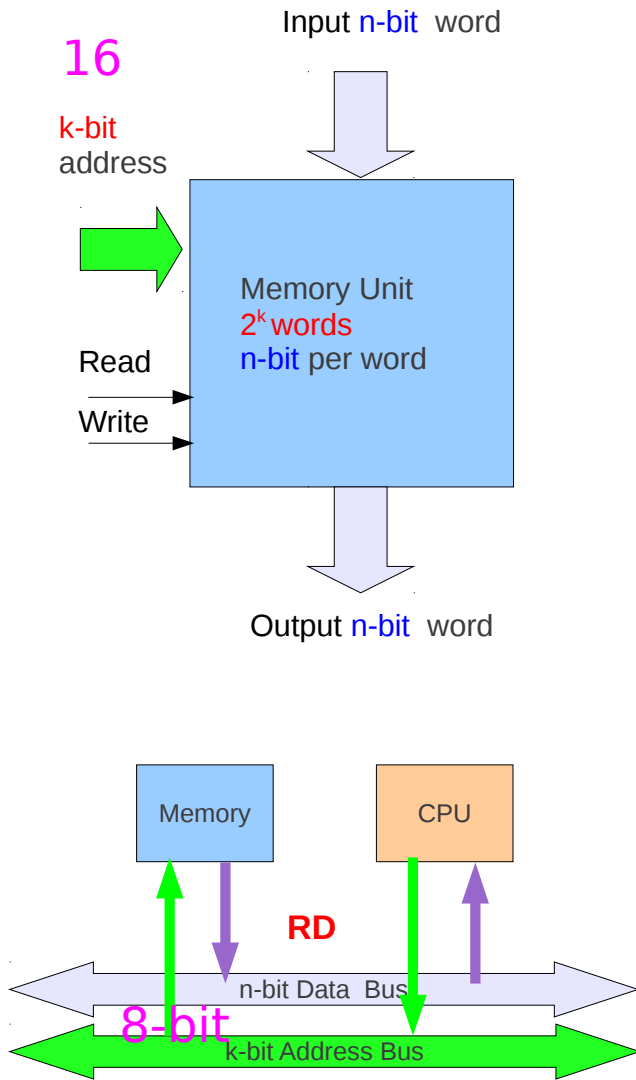 Input n-bit word
16
k-bit
address
Memory Unit
2^k words
n-bit per word
Read
Write
Output n-bit word
Memory
CPU
RD
n-bit Data Bus
8-bit
k-bit Address Bus